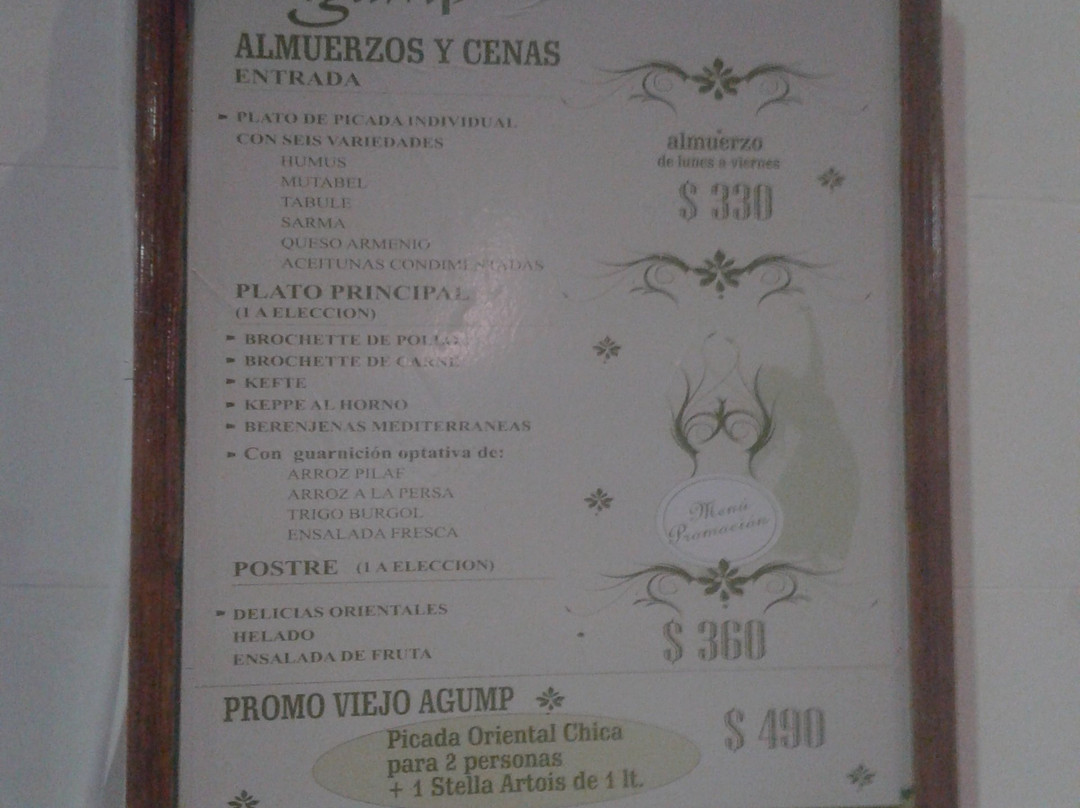 ALMUERZOS Y CENAS
ENTRADA
PLATO DE PICADA INDIVIDUAL
CON SEIS VARIEDADES
HUMUS
MUTABEL
TABULE
SARMA
QUESO ARMENIO
ACEITUNAS CONDIMENTADAS
PLATO PRINCIPAL
(1 A ELECCION)
BROCHETTE DE POLLO
BROCHETTE DE CARNE
KEFTE
KEPPE AL HORNO
BERENJENAS MEDITERRANEAS
Con guarnición optativa de:
ARROZ PILAF
ARROZ A LA PERSA
TRIGO BURGOL
ENSALADA FRESCA
POSTRE (1 A ELECCION)
DELICIAS ORIENTALES
HELADO
ENSALADA DE FRUTA
almuerzo
de lunes a viernes
$ 330
Menú
Promoción
$ 360
PROMO VIEJO AGUMP
$ 490
Picada Oriental Chica
para 2 personas
+ 1 Stella Artois de 1 lt.